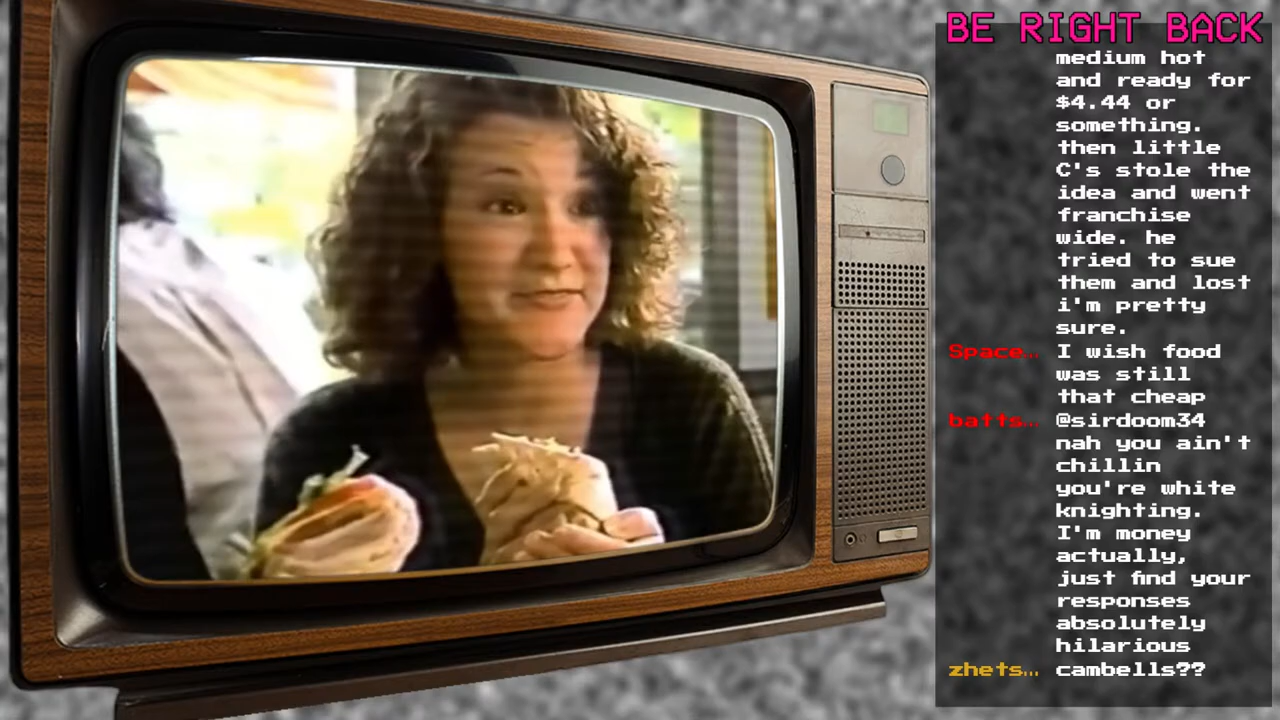 BE RIGHT BACK
medium hot
and ready for
$4.44 or
something.
then little
C's stole the
idea and went
franchise
wide. he
tried to sue
them and lost
i'm pretty
sure.
Space… I wish food
was still
that cheap
batts… @sirdoom34
nah you ain't
chillin
you're white
knighting.
I'm money
actually,
just find your
responses
absolutely
hilarious
zhets… cambells??